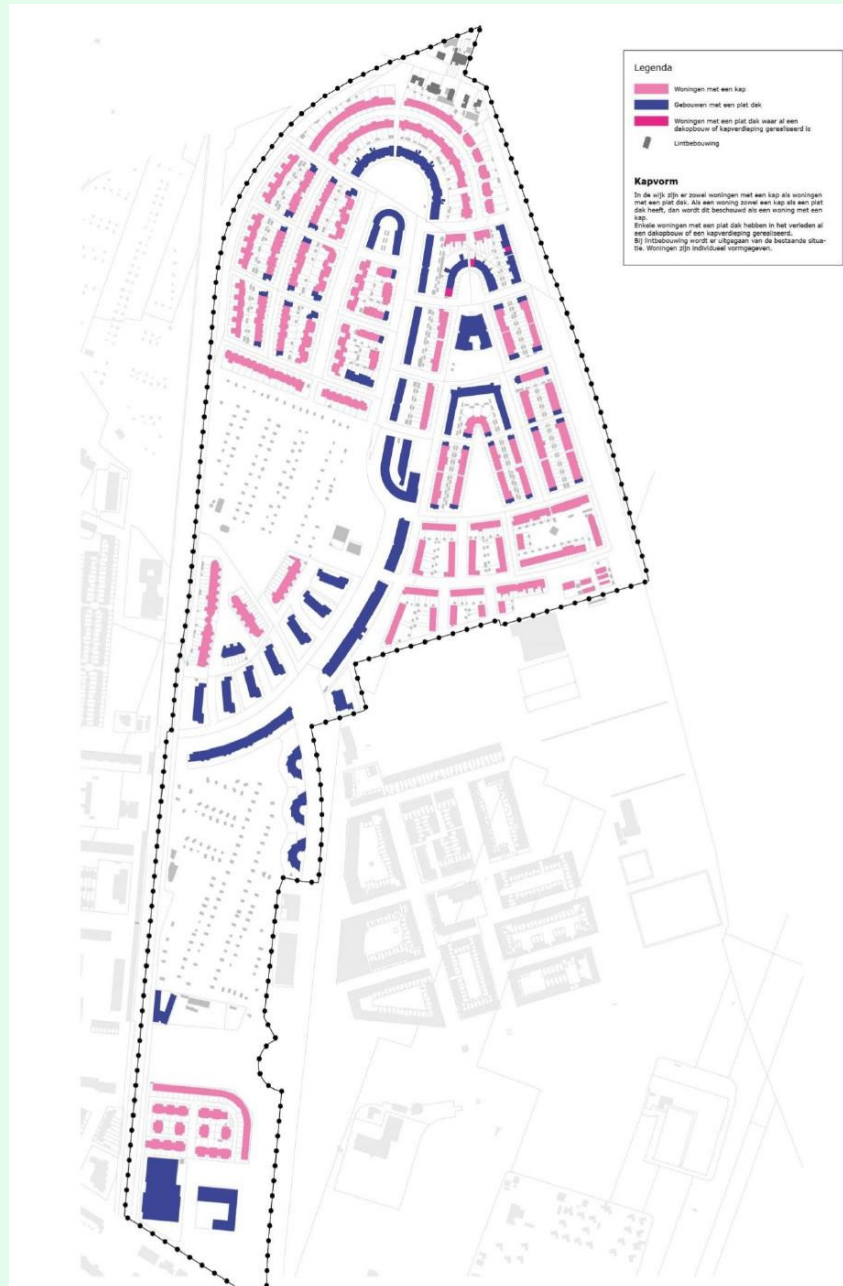 Legenda
Woningen met een kap
Gebouwen met een plat dak
Woningen met een plat dak waar al een
dakopbouw of kapverdieping gerealiseerd is
Lintbebouwing
Kapvorm
In de wijk zijn er zowel woningen met een kap als woningen
met een plat dak. Als een woning zowel een kap als een plat
dak heeft, dan wordt dit beschouwd als een woning met een
kap.
Enkele woningen met een plat dak hebben in het verleden al
een dakopbouw of een kapverdieping gerealiseerd.
Bij lintbebouwing wordt er uitgegaan van de bestaande situa-
tie. Woningen zijn individueel vormgegeven.